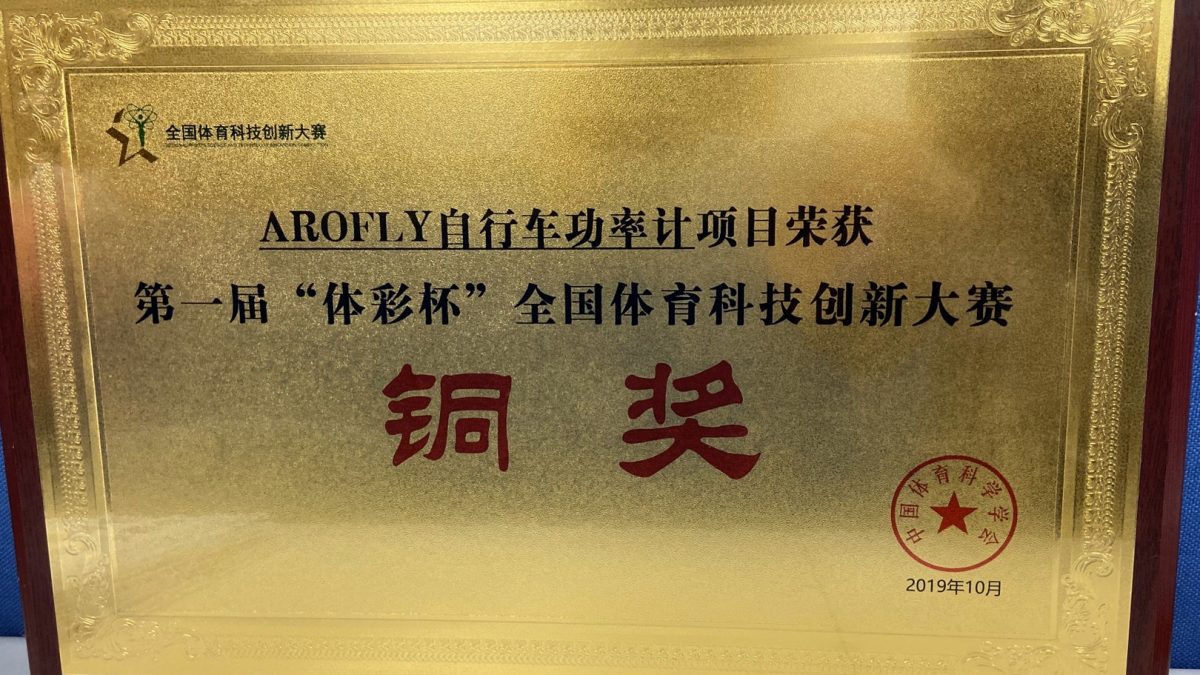 全国体育科技创新大赛
AROFLY自行车功率计项目荣获
第一届“体彩杯”全国体育科技创新大赛
铜 奖
中国体育科学学会
2019年10月